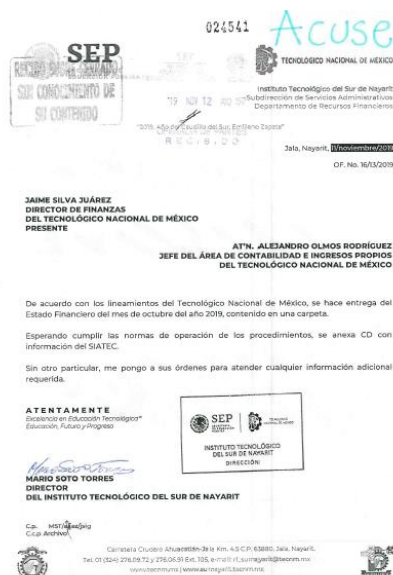 024541
Acuse
SEP
TECNOLÓGICO NACIONAL DE MÉXICO
RECIBO SOBRE CERRADO
SIN CONOCIMIENTO DE
SU CONTENIDO
Instituto Tecnológico del Sur de Nayarit
Subdirección de Servicios Administrativos
Departamento de Recursos Financieros
'19 NOV 12
"2019, Año del Caudillo del Sur, Emiliano Zapata"
Jala, Nayarit, 11/noviembre/2019
OF. No. 16/13/2019
JAIME SILVA JUÁREZ
DIRECTOR DE FINANZAS
DEL TECNOLÓGICO NACIONAL DE MÉXICO
PRESENTE
AT'N. ALEJANDRO OLMOS RODRÍGUEZ
JEFE DEL ÁREA DE CONTABILIDAD E INGRESOS PROPIOS
DEL TECNOLÓGICO NACIONAL DE MÉXICO
De acuerdo con los lineamientos del Tecnológico Nacional de México, se hace entrega del
Estado Financiero del mes de octubre del año 2019, contenido en una carpeta.
Esperando cumplir las normas de operación de los procedimientos, se anexa CD con
información del SIATEC.
Sin otro particular, me pongo a sus órdenes para atender cualquier información adicional
requerida.
ATENTAMENTE
Excelencia en Educación Tecnológica®
Educación, Futuro y Progreso
SEP
INSTITUTO TECNOLÓGICO
DEL SUR DE NAYARIT
DIRECCIÓN
MARIO SOTO TORRES
DIRECTOR
DEL INSTITUTO TECNOLÓGICO DEL SUR DE NAYARIT
C.c.p. Archivo
Carretera Crucero Ahuacatlán-Jala Km. 4.5 C.P. 63880, Jala, Nayarit.